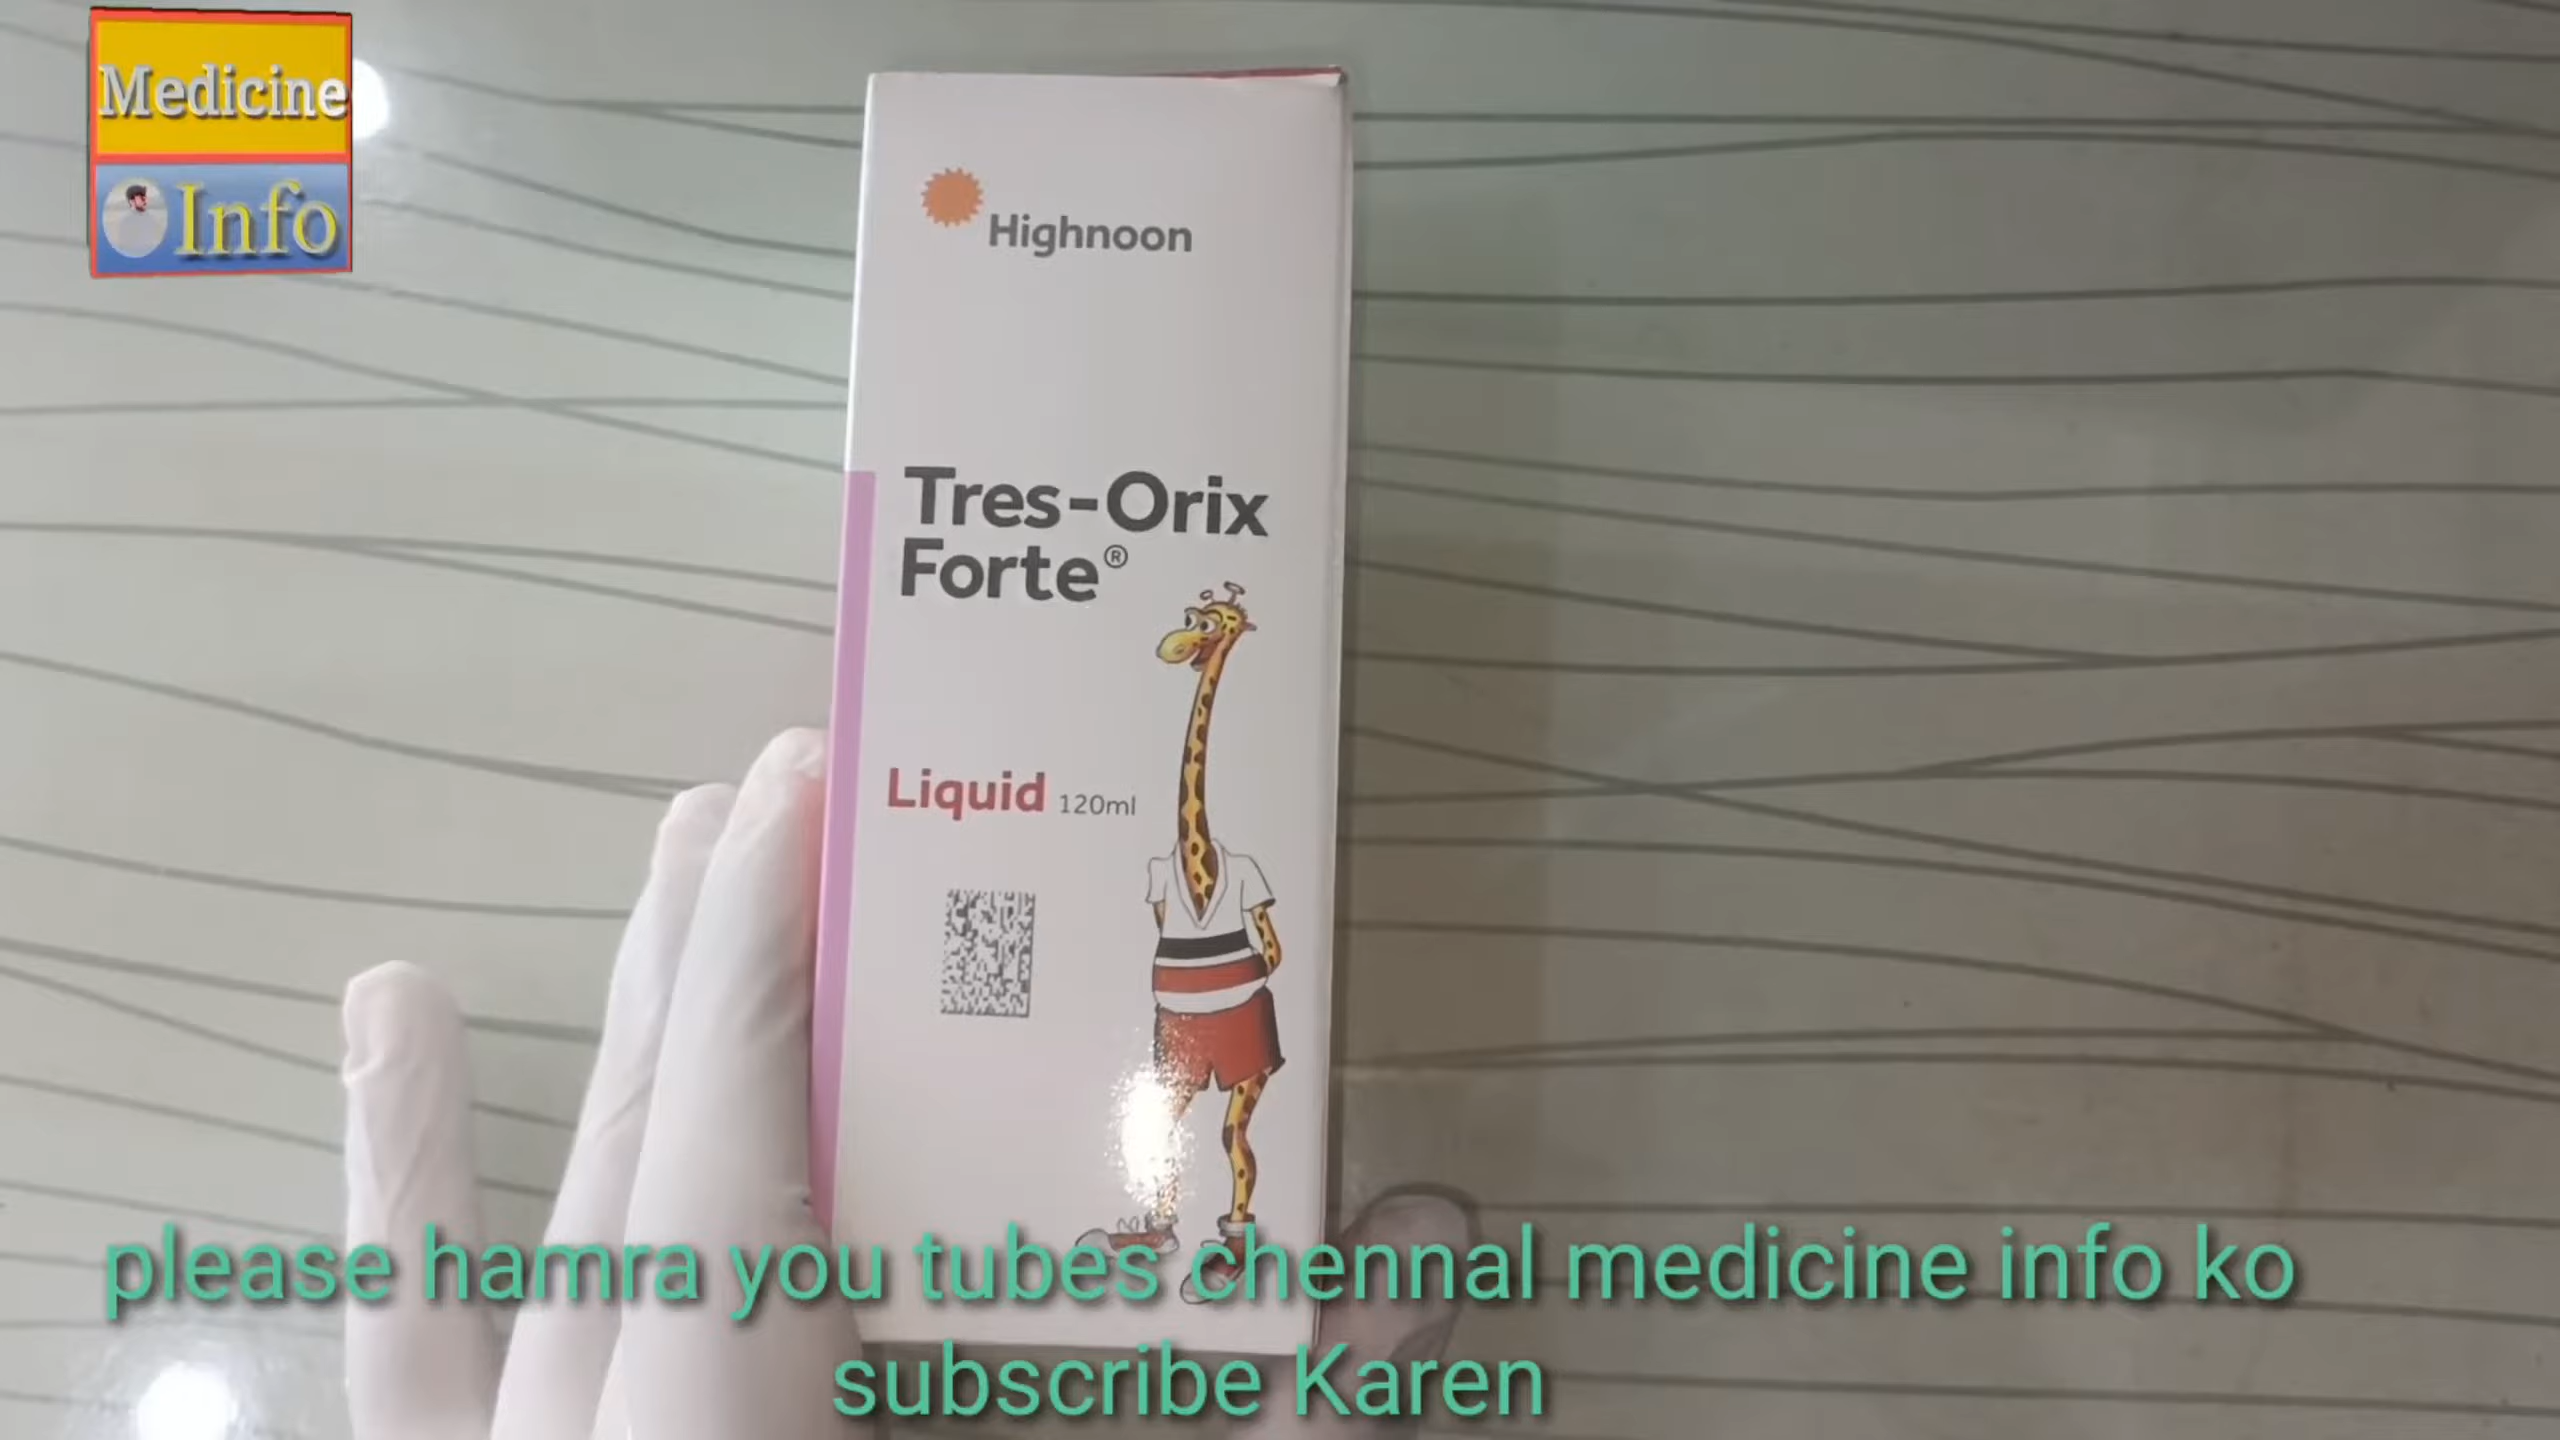 Medicine
Info
Highnoon
Tres-Orix
Forte®
Liquid 120ml
please hamra you tubes chennal medicine info ko
subscribe Karen